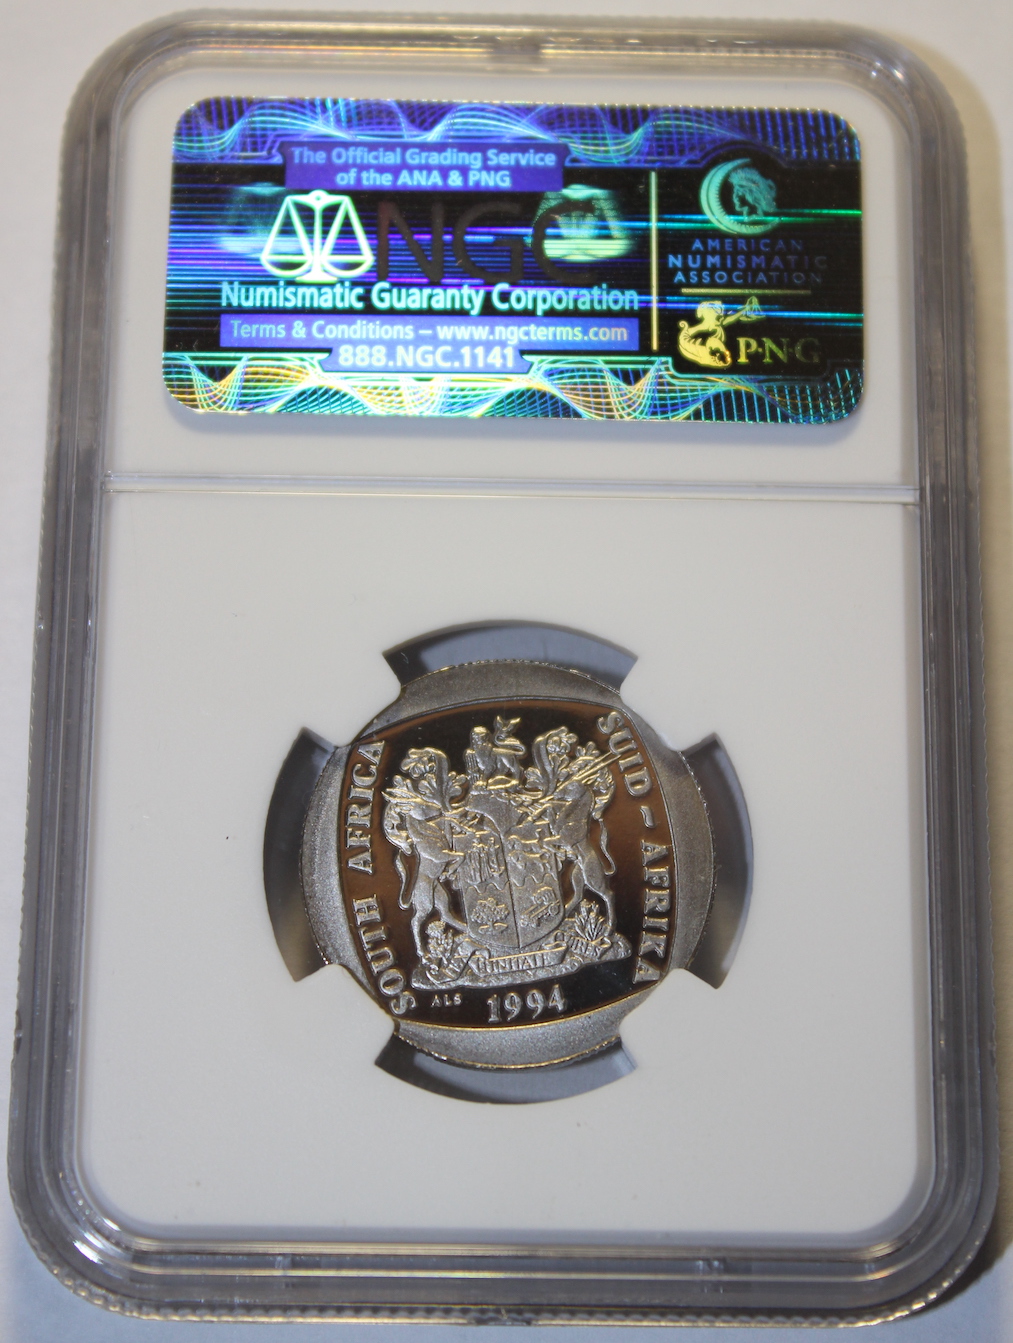 The Official Grading Service
of the ANA & PNG
NGC
Numismatic Guaranty Corporation
Terms & Conditions – www.ngcterms.com
888.NGC.1141
AMERICAN
NUMISMATIC
ASSOCIATION
P·N·G
SOUTH AFRICA
SUID ~ AFRIKA
ALS
1994